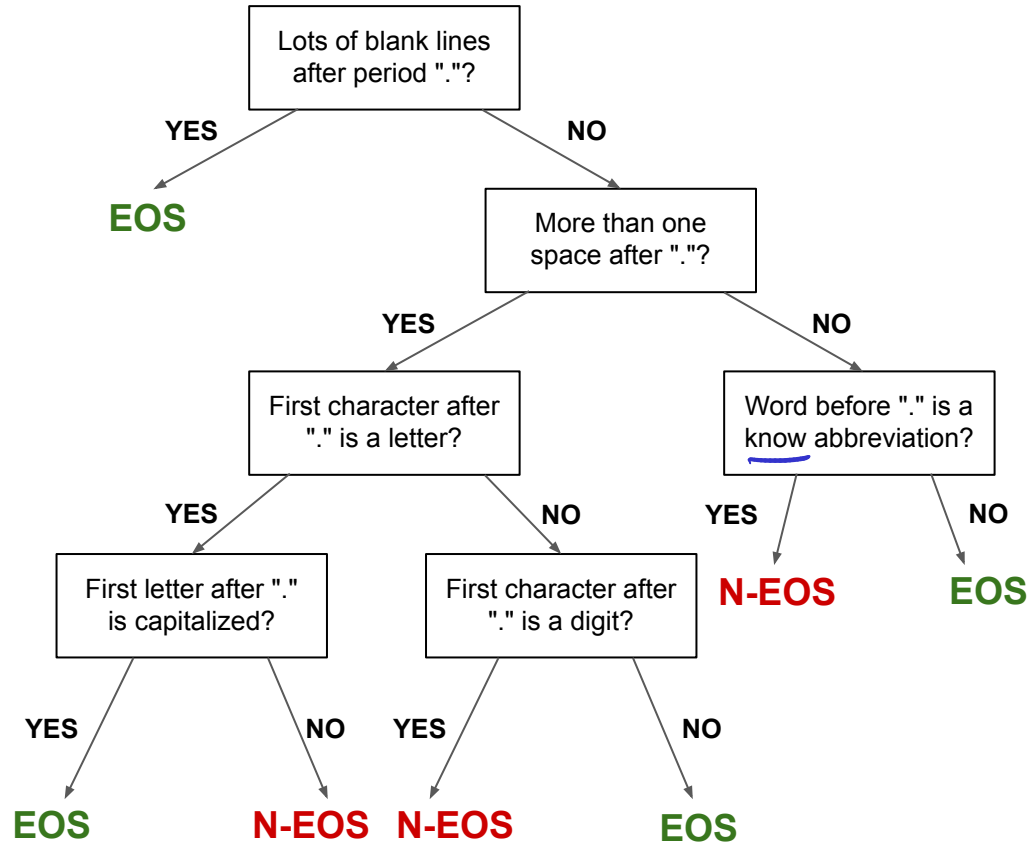 Lots of blank lines
after period "."?
YES
NO
EOS
More than one
space after "."?
YES
NO
First character after
"." is a letter?
Word before "." is a
know abbreviation?
YES
NO
YES
NO
First letter after "."
is capitalized?
First character after
"." is a digit?
N-EOS
EOS
YES
NO
YES
NO
EOS
N-EOS
N-EOS
EOS